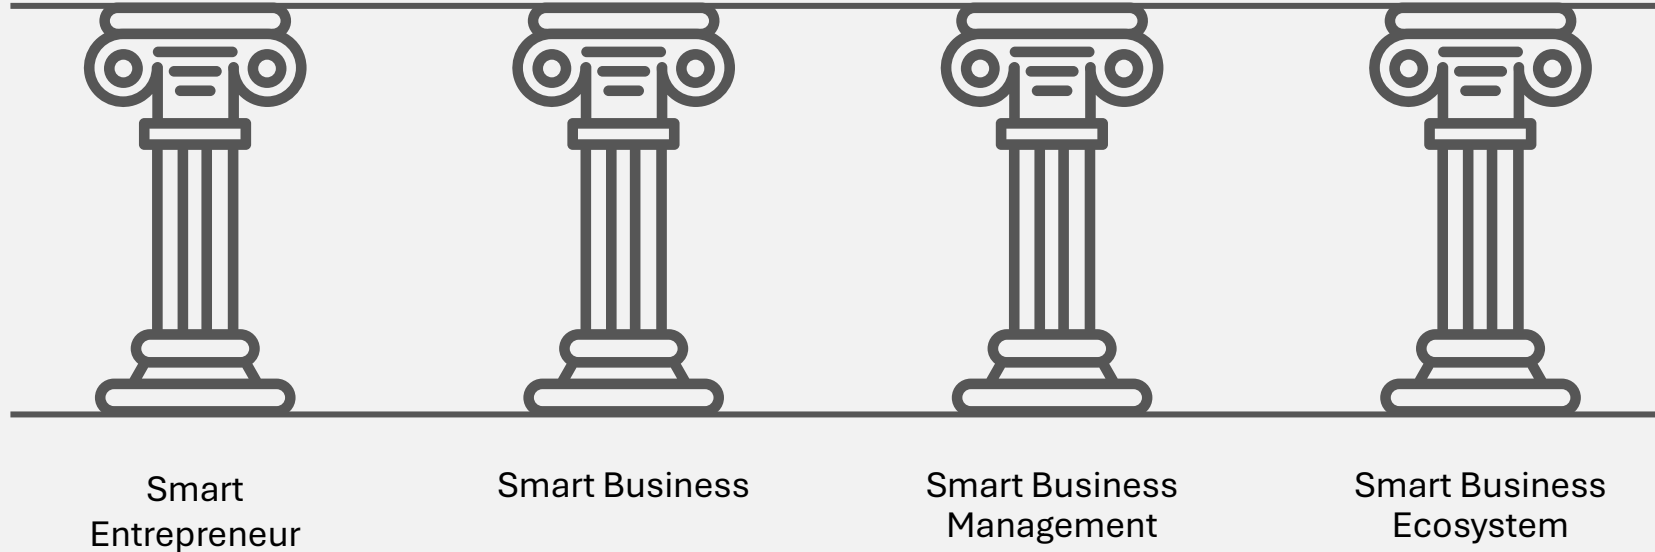 Smart
Entrepreneur
Smart Business
Smart Business
Management
Smart Business
Ecosystem